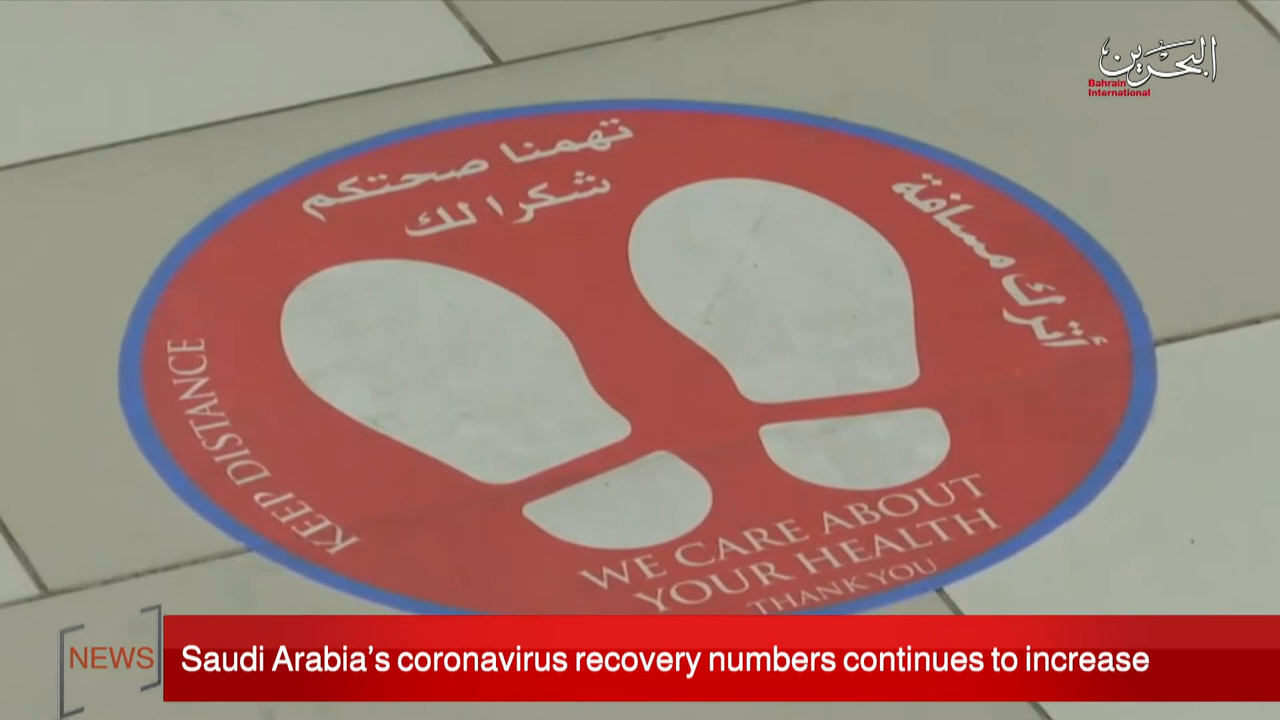 البحرين
Bahrain
International
تهمنا صحتكم
شكرا لك
أترك مسافة
KEEP DISTANCE
WE CARE ABOUT
YOUR HEALTH
THANK YOU
NEWS
Saudi Arabia's coronavirus recovery numbers continues to increase